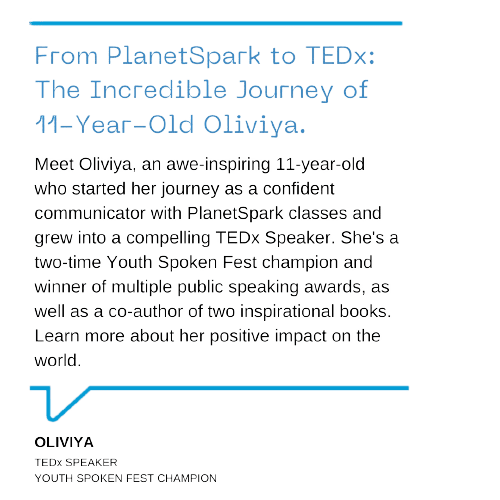 From PlanetSpark to TEDx:
The Incredible Journey of
11-Year-Old Oliviya.
Meet Oliviya, an awe-inspiring 11-year-old
who started her journey as a confident
communicator with PlanetSpark classes and
grew into a compelling TEDx Speaker. She's a
two-time Youth Spoken Fest champion and
winner of multiple public speaking awards, as
well as a co-author of two inspirational books.
Learn more about her positive impact on the
world.
OLIVIYA
TEDx SPEAKER
YOUTH SPOKEN FEST CHAMPION